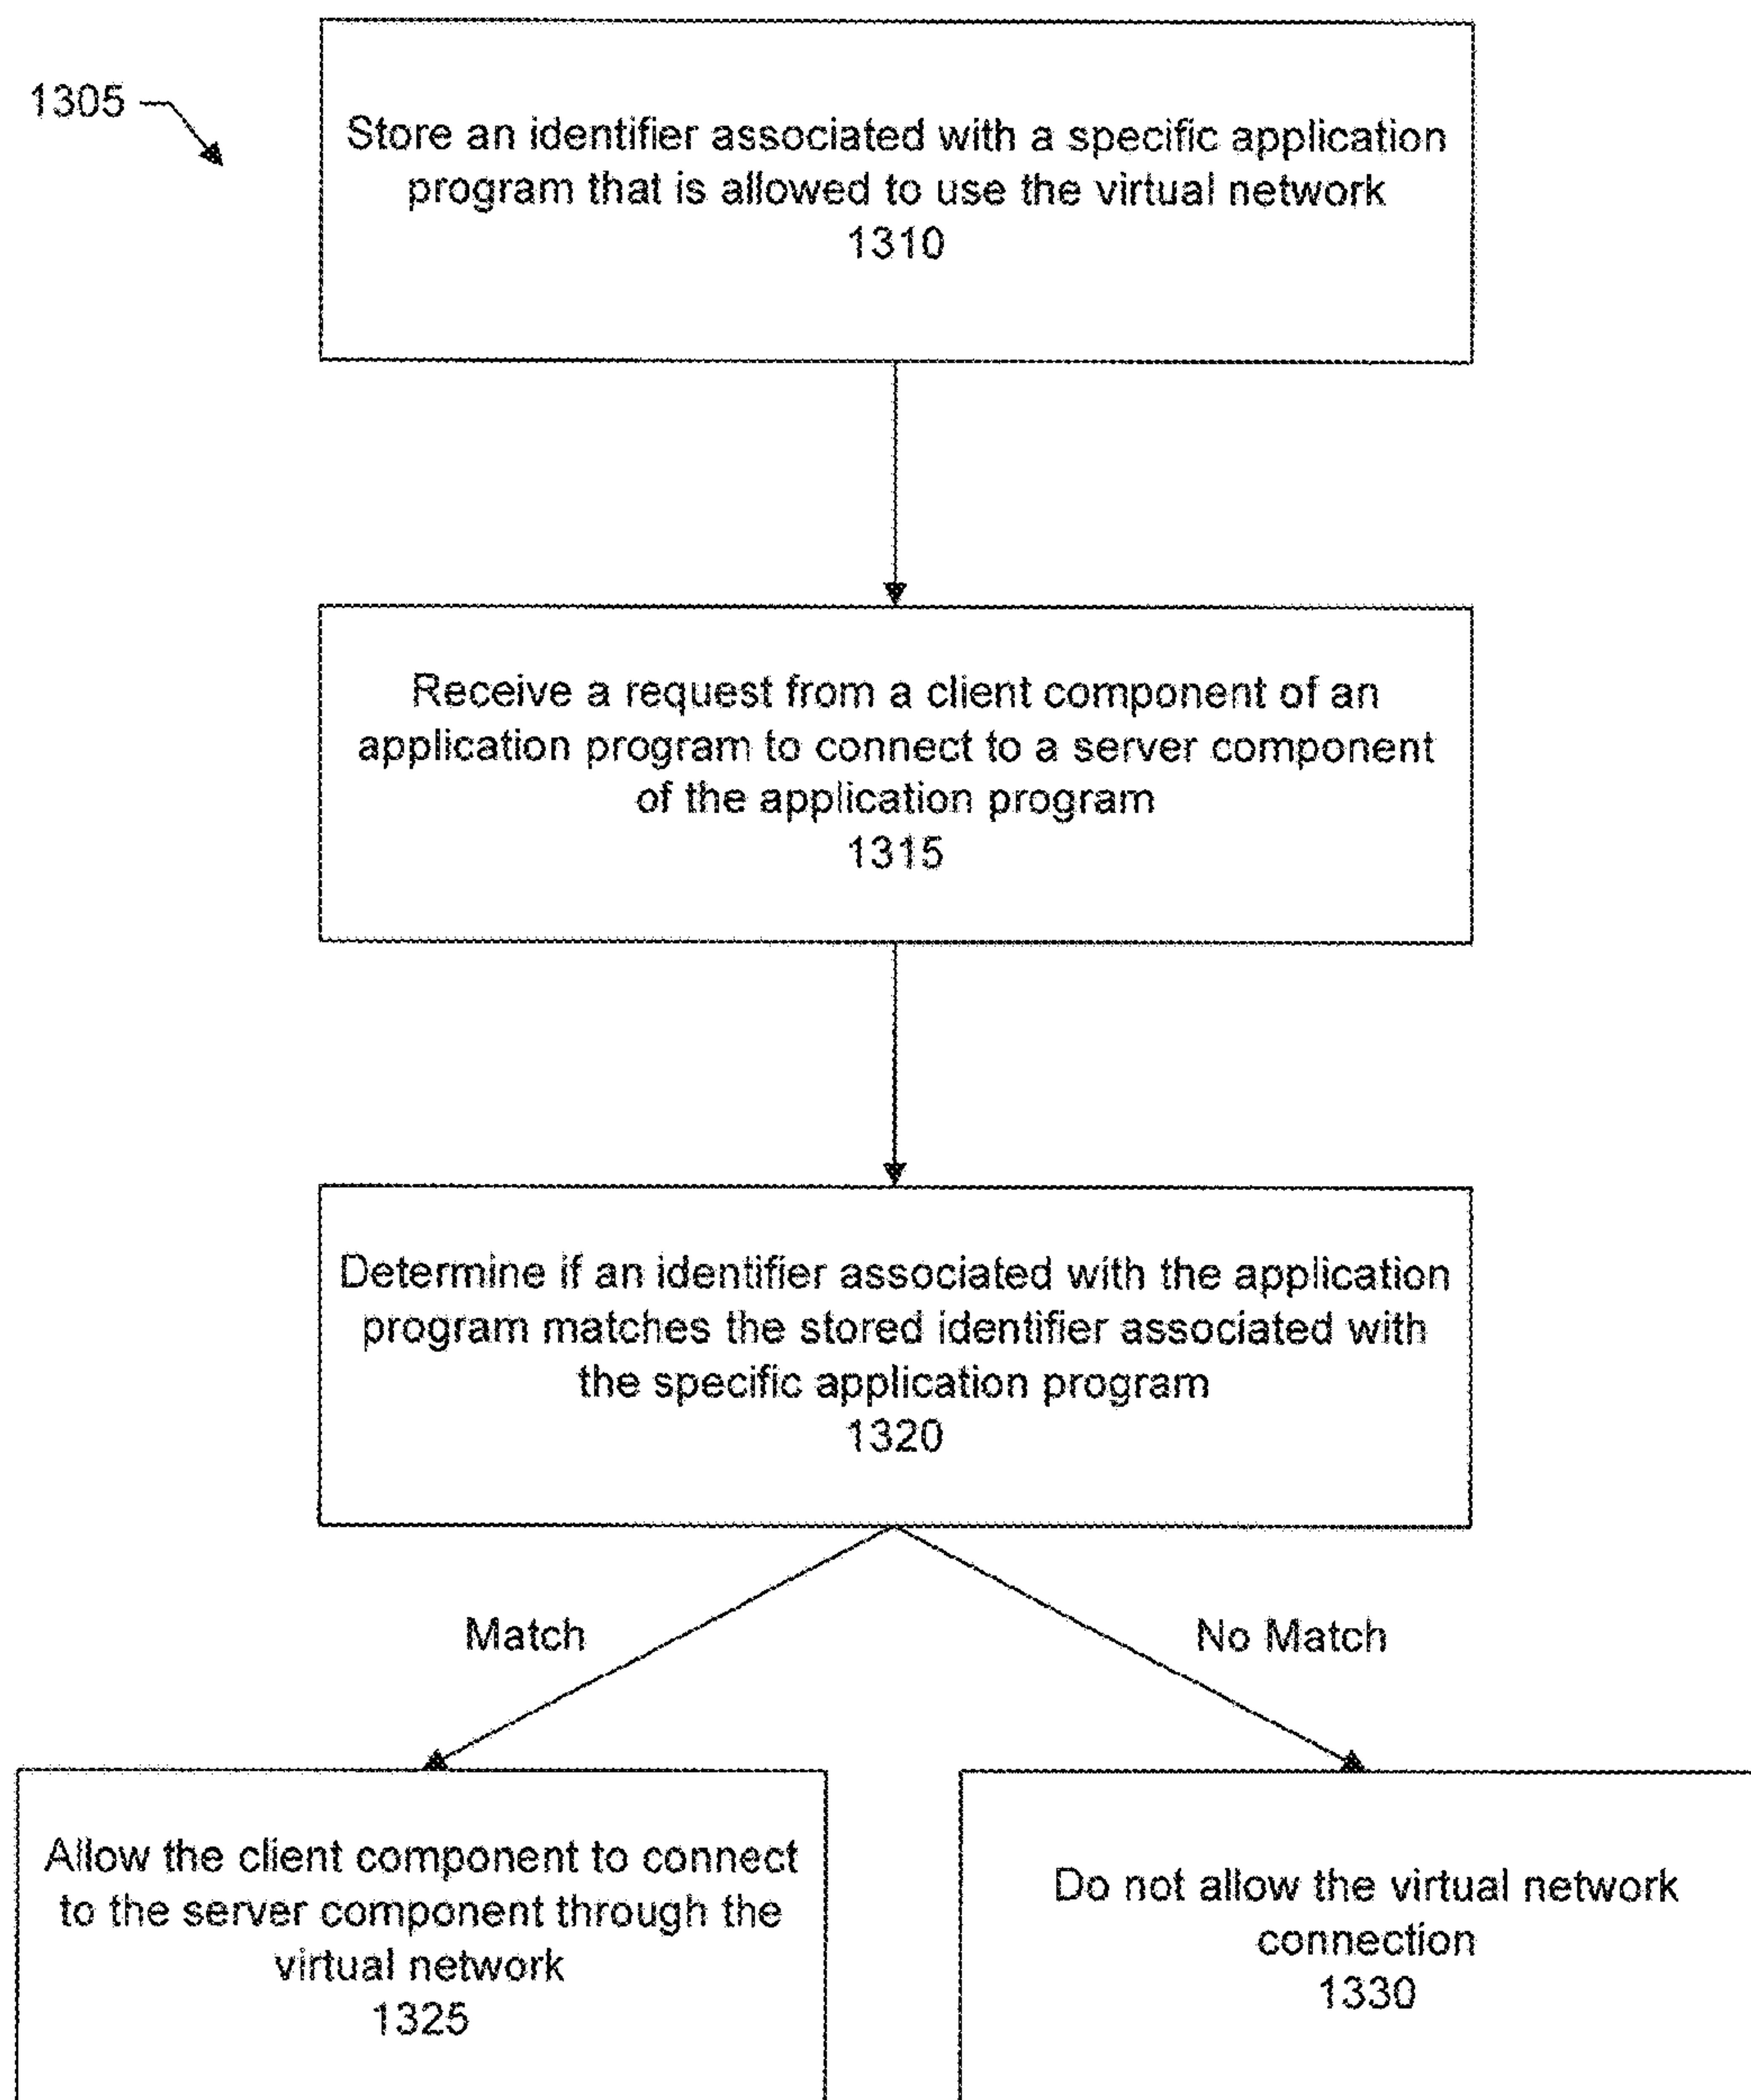 1305
Store an identifier associated with a specific application
program that is allowed to use the virtual network
1310
Receive a request from a client component of an
application program to connect to a server component
of the application program
1315
Determine if an identifier associated with the application
program matches the stored identifier associated with
the specific application program
1320
Match
No Match
Allow the client component to connect
to the server component through the
virtual network
1325
Do not allow the virtual network
connection
1330